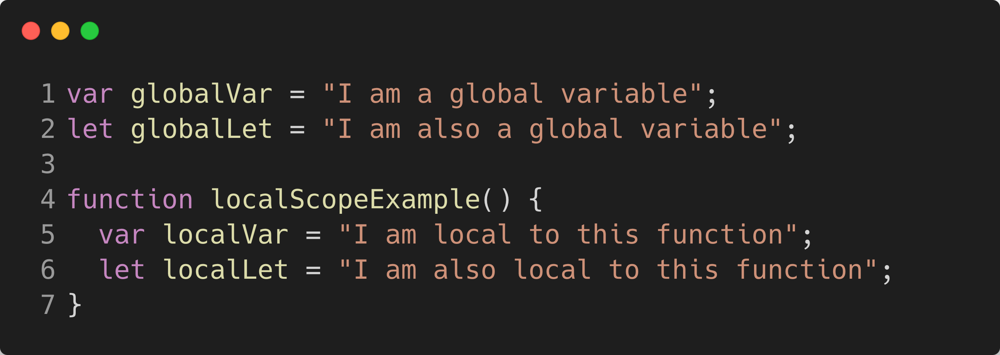 1 var globalVar = "I am a global variable";
2 let globalLet = "I am also a global variable";
3
4 function localScopeExample() {
5   var localVar = "I am local to this function";
6   let localLet = "I am also local to this function";
7 }